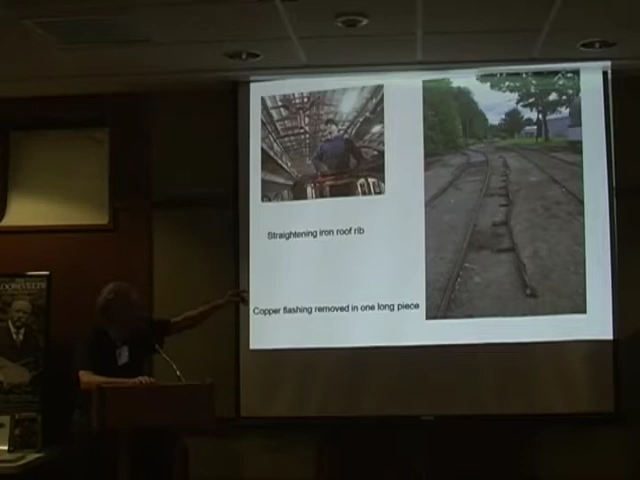 Straightening iron roof rib
Copper flashing removed in one long piece